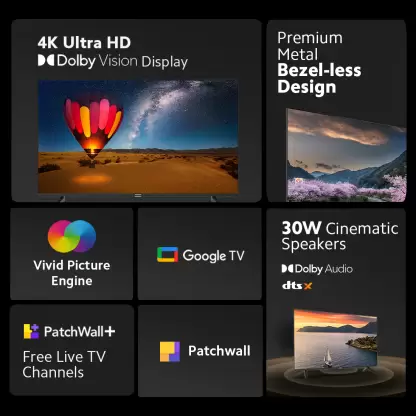 4K Ultra HD
Dolby Vision Display
Premium
Metal
Bezel-less
Design
Vivid Picture
Engine
Google TV
30W Cinematic
Speakers
Dolby Audio
dts X
PatchWall+
Free Live TV
Channels
Patchwall